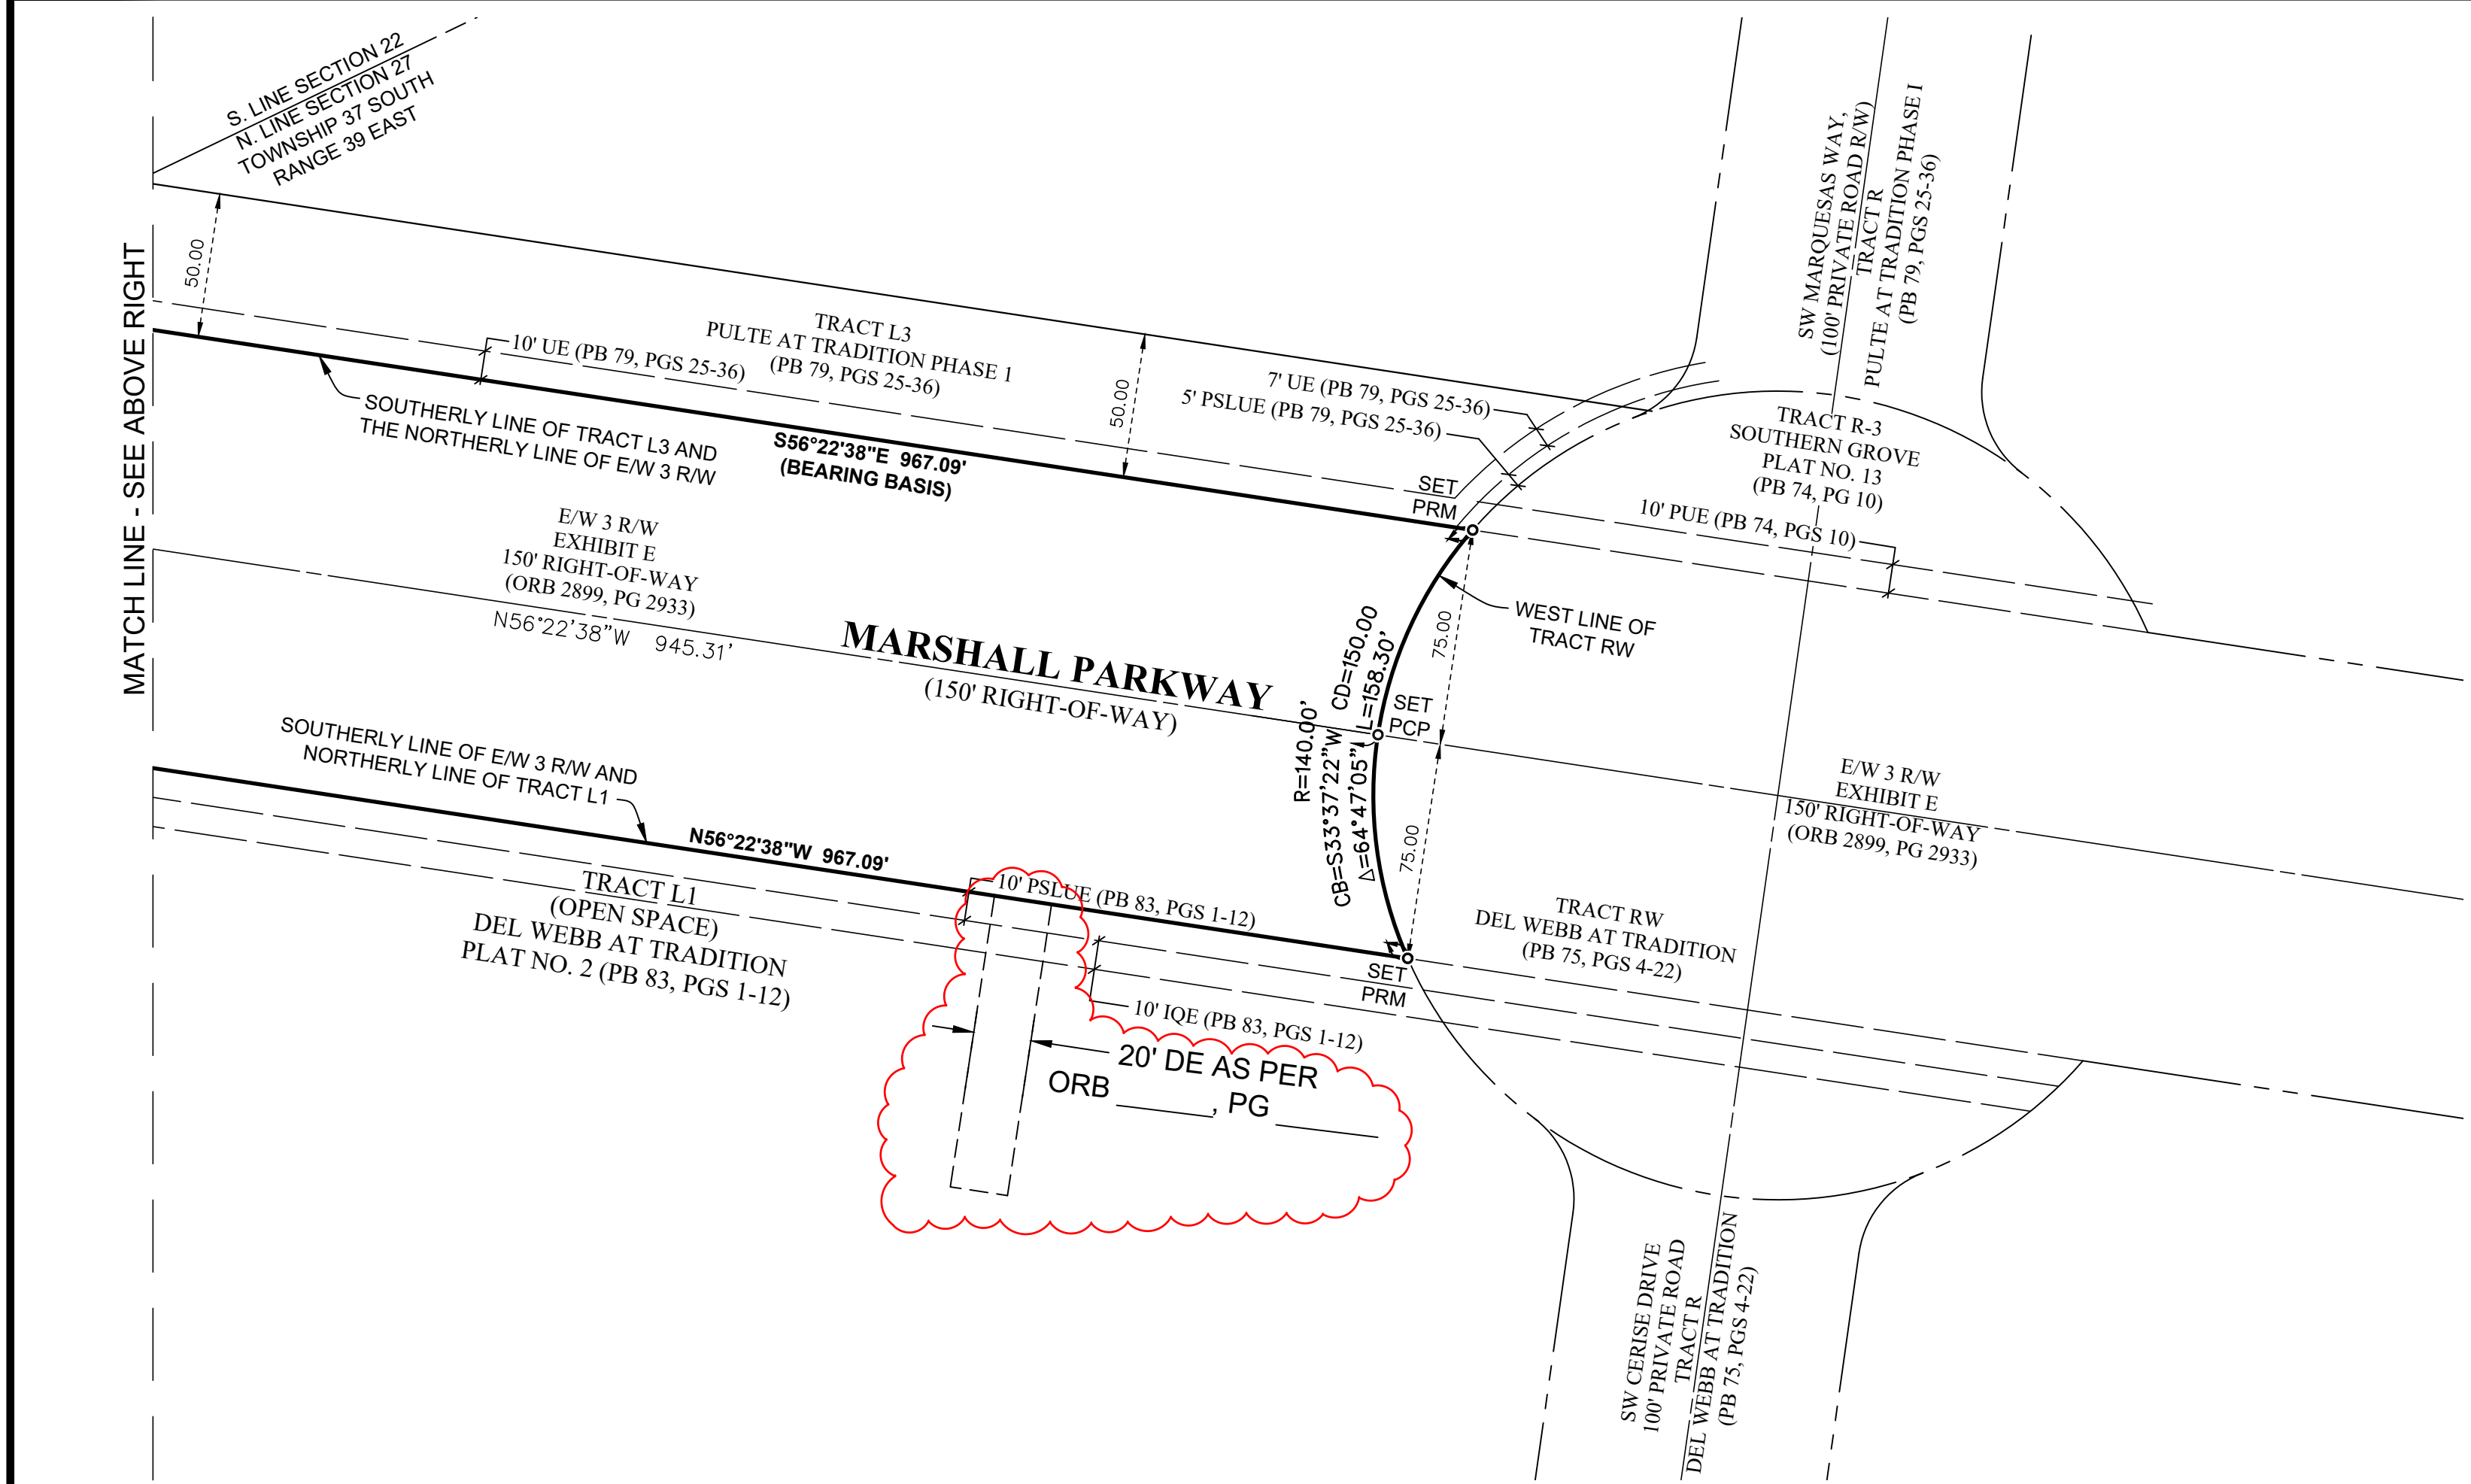 S. LINE SECTION 22
N. LINE SECTION 27
TOWNSHIP 37 SOUTH
RANGE 39 EAST
MATCH LINE - SEE ABOVE RIGHT
50.00
10' UE (PB 79, PGS 25-36)
TRACT L3
PULTE AT TRADITION PHASE 1
(PB 79, PGS 25-36)
50.00
7' UE (PB 79, PGS 25-36)
5' PSLUE (PB 79, PGS 25-36)
SW MARQUESAS WAY,
(100' PRIVATE ROAD R/W)
TRACT R
PULTE AT TRADITION PHASE I
(PB 79, PGS 25-36)
SOUTHERLY LINE OF TRACT L3 AND
THE NORTHERLY LINE OF E/W 3 R/W
S56°22'38"E 967.09'
(BEARING BASIS)
SET
PRM
TRACT R-3
SOUTHERN GROVE
PLAT NO. 13
(PB 74, PG 10)
10' PUE (PB 74, PGS 10)
E/W 3 R/W
EXHIBIT E
150' RIGHT-OF-WAY
(ORB 2899, PG 2933)
N56°22'38"W 945.31'
MARSHALL PARKWAY
(150' RIGHT-OF-WAY)
R=140.00'
CB=S33°37'22"W CD=150.00
△=64°47'05" L=158.30'
75.00
WEST LINE OF
TRACT RW
SET
PCP
75.00
SOUTHERLY LINE OF E/W 3 R/W AND
NORTHERLY LINE OF TRACT L1
N56°22'38"W 967.09'
E/W 3 R/W
EXHIBIT E
150' RIGHT-OF-WAY
(ORB 2899, PG 2933)
TRACT L1
(OPEN SPACE)
DEL WEBB AT TRADITION
PLAT NO. 2 (PB 83, PGS 1-12)
10' PSLUE (PB 83, PGS 1-12)
SET
PRM
TRACT RW
DEL WEBB AT TRADITION
(PB 75, PGS 4-22)
10' IQE (PB 83, PGS 1-12)
20' DE AS PER
ORB ______, PG ______
SW CERISE DRIVE
100' PRIVATE ROAD
TRACT R
DEL WEBB AT TRADITION
(PB 75, PGS 4-22)